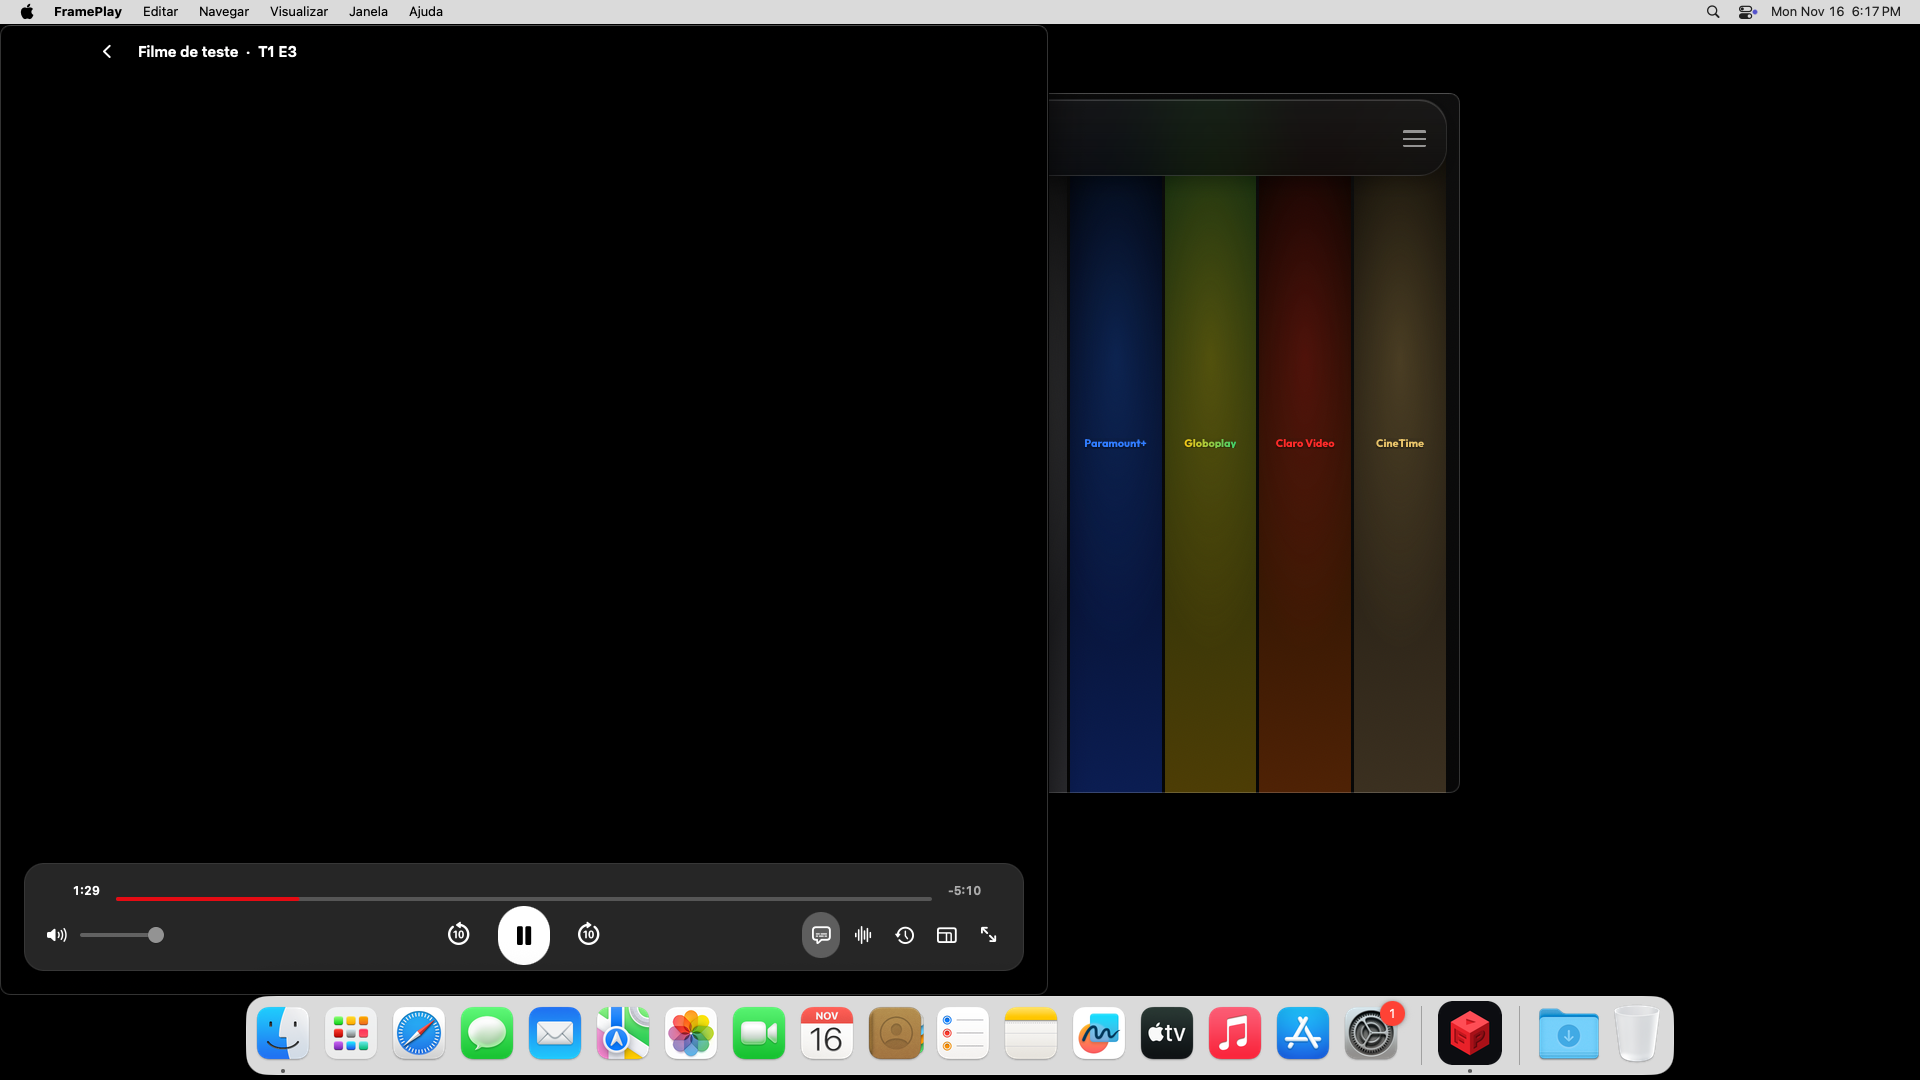 FramePlay Editar Navegar Visualizar Janela Ajuda
Mon Nov 16 6:17 PM
Filme de teste · T1 E3
Paramount+ Globoplay Claro Video CineTime
1:29
-5:10
10
10
NOV
16
tv
1